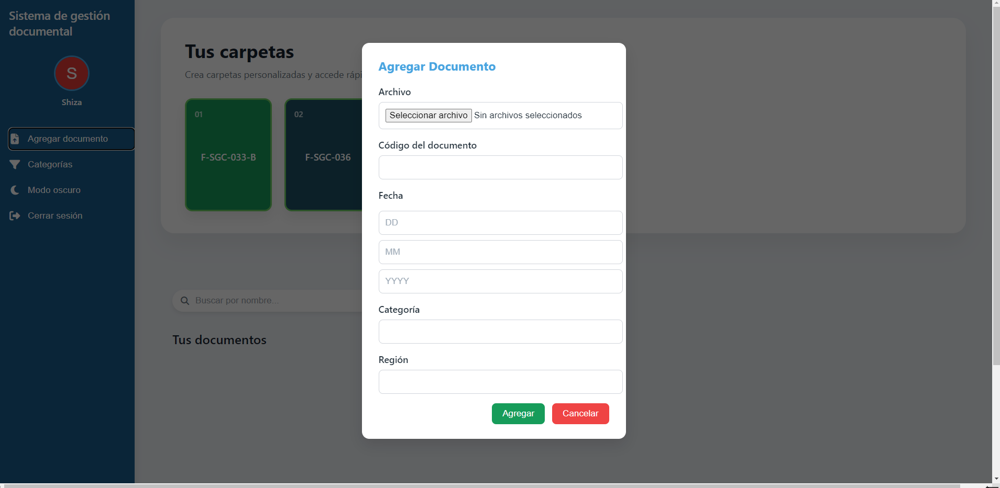 Sistema de gestión
documental
S
Shiza
Agregar documento
Categorías
Modo oscuro
Cerrar sesión
Tus carpetas
Crea carpetas personalizadas y accede rápi
01
F-SGC-033-B
02
F-SGC-036
Buscar por nombre...
Tus documentos
Agregar Documento
Archivo
Seleccionar archivo Sin archivos seleccionados
Código del documento
Fecha
DD
MM
YYYY
Categoría
Región
Agregar
Cancelar